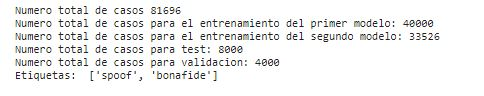 Numero total de casos 81696
Numero total de casos para el entrenamiento del primer modelo: 40000
Numero total de casos para el entrenamiento del segundo modelo: 33526
Numero total de casos para test: 8000
Numero total de casos para validacion: 4000
Etiquetas:  ['spoof', 'bonafide']